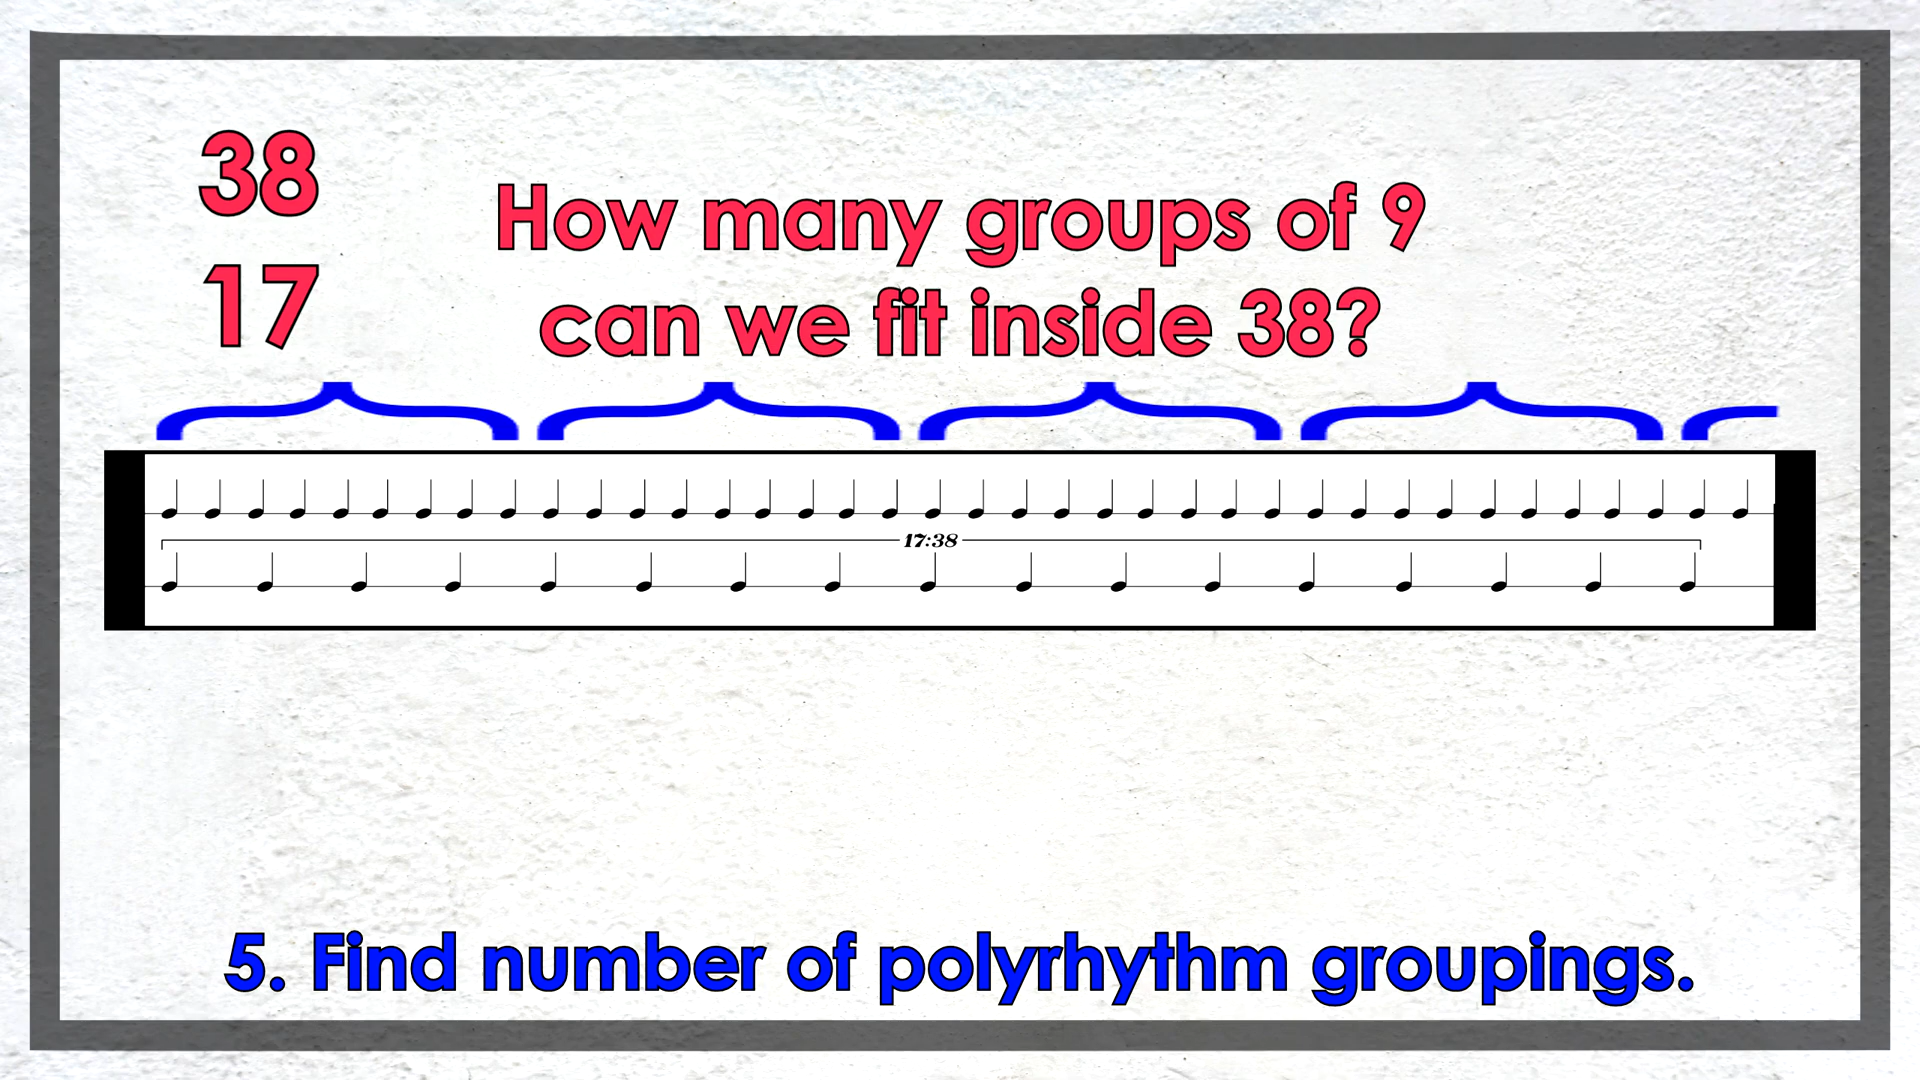 38
17
How many groups of 9
can we fit inside 38?
17:38
5. Find number of polyrhythm groupings.